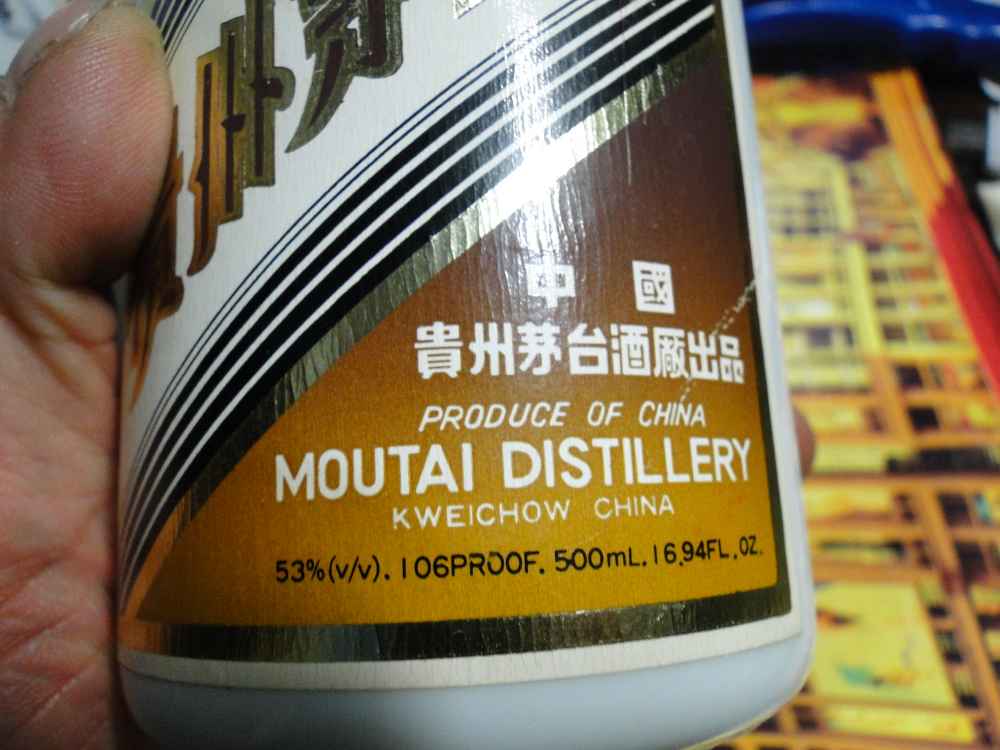 中 國
貴州茅台酒厰出品
PRODUCE OF CHINA
MOUTAI DISTILLERY
KWEICHOW CHINA
53%(v/v). 106PROOF. 500mL. 16.94FL.OZ.